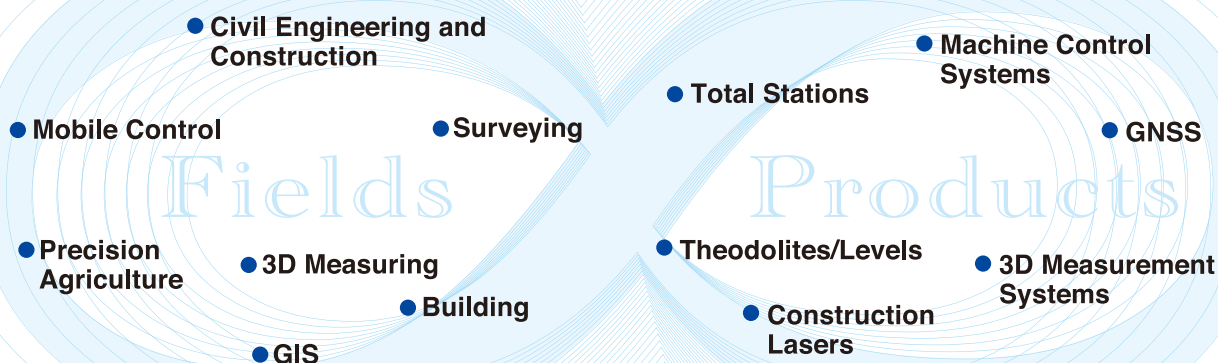 Civil Engineering and
Construction
Mobile Control
Surveying
Fields
Precision
Agriculture
3D Measuring
Building
GIS
Machine Control
Systems
Total Stations
GNSS
Products
Theodolites/Levels
3D Measurement
Systems
Construction
Lasers